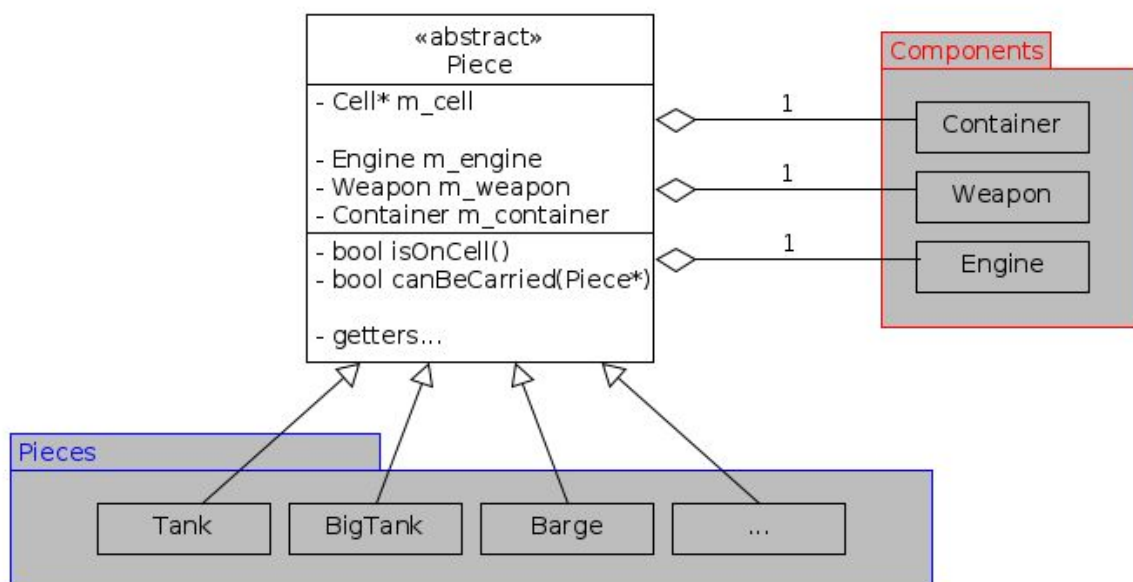 «abstract»
Piece
- Cell* m_cell
- Engine m_engine
- Weapon m_weapon
- Container m_container
- bool isOnCell()
- bool canBeCarried(Piece*)
- getters...
1
1
1
Components
Container
Weapon
Engine
Pieces
Tank
BigTank
Barge
...